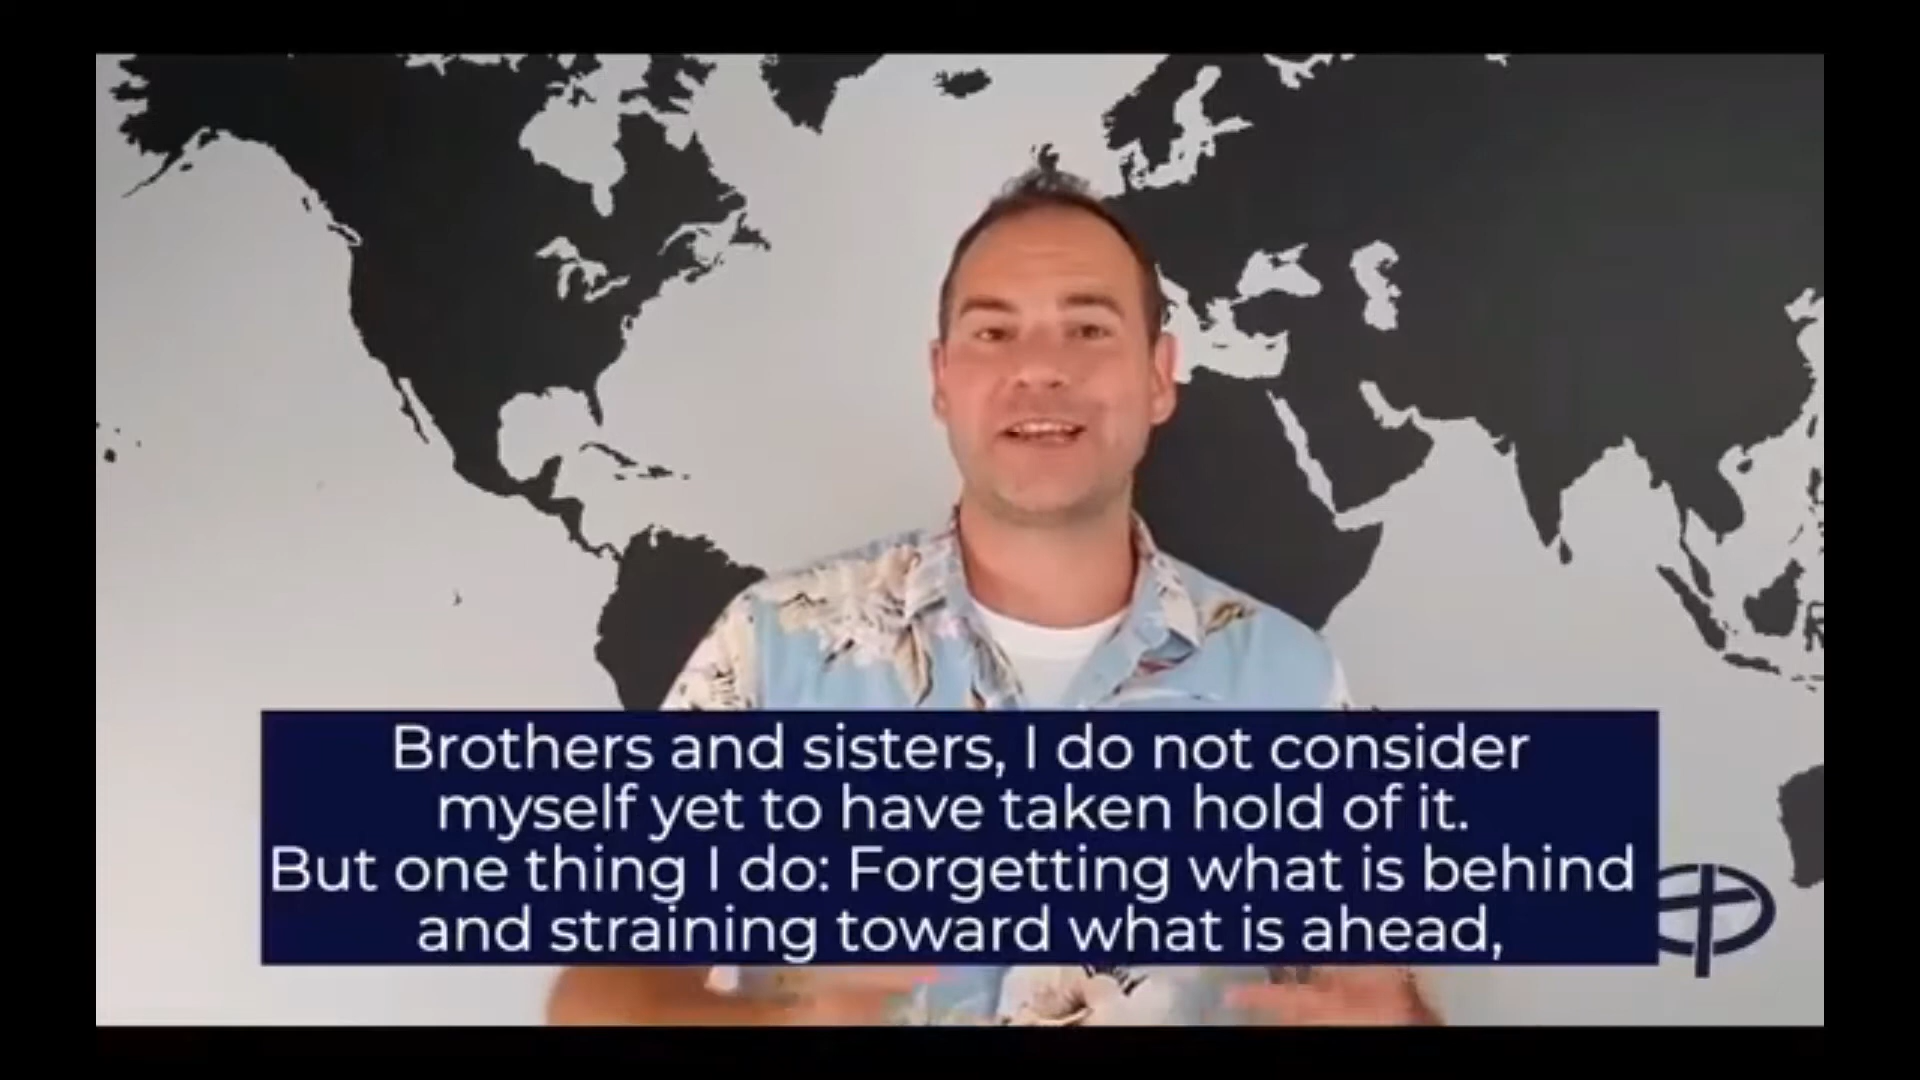 Brothers and sisters, I do not consider
myself yet to have taken hold of it.
But one thing I do: Forgetting what is behind
and straining toward what is ahead,